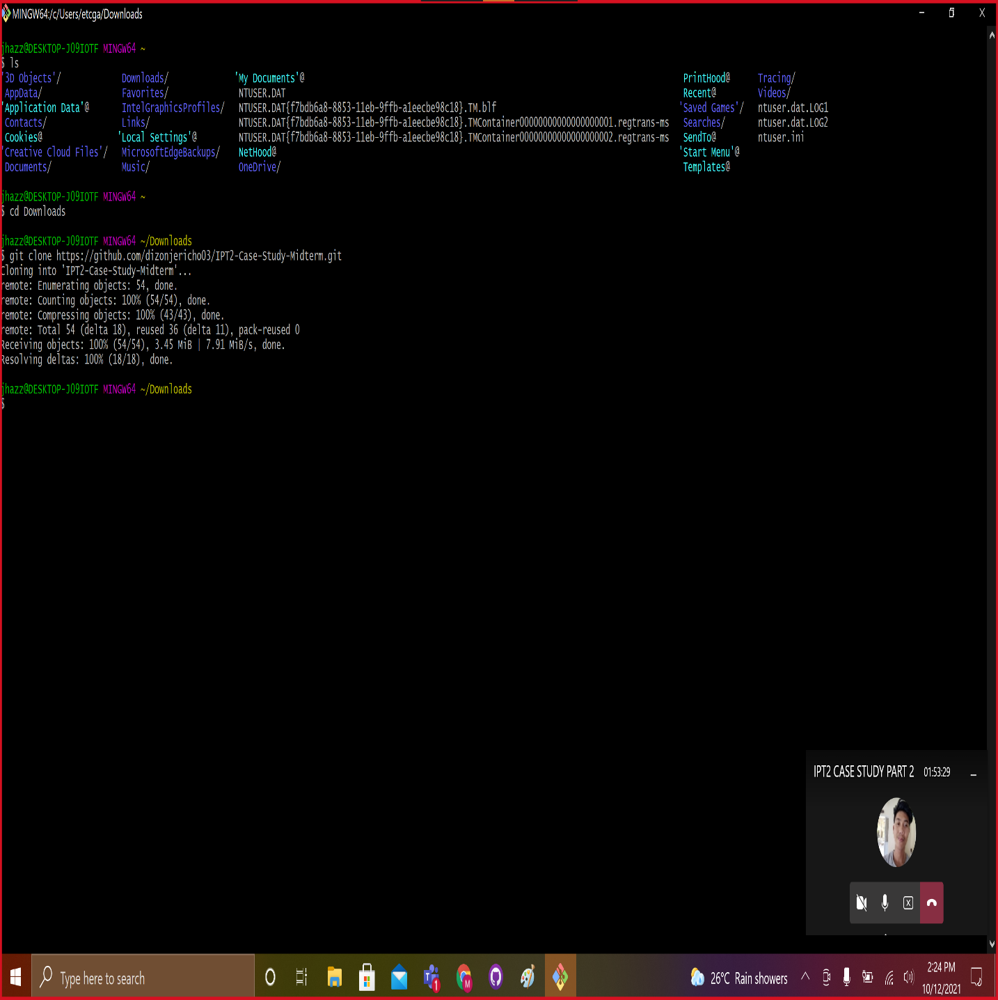 MINGW64:/c/Users/etcga/Downloads
jhazz@DESKTOP-J09IOTF MINGW64 ~
$ ls
'3D Objects'/ Downloads/ 'My Documents'@ PrintHood@ Tracing/
AppData/ Favorites/ NTUSER.DAT Recent@ Videos/
'Application Data'@ IntelGraphicsProfiles/ NTUSER.DAT{f7bdb6a8-8853-11eb-9ffb-a1eecbe98c18}.TM.blf 'Saved Games'/ ntuser.dat.LOG1
Contacts/ Links/ NTUSER.DAT{f7bdb6a8-8853-11eb-9ffb-a1eecbe98c18}.TMContainer00000000000000000001.regtrans-ms Searches/ ntuser.dat.LOG2
Cookies@ 'Local Settings'@ NTUSER.DAT{f7bdb6a8-8853-11eb-9ffb-a1eecbe98c18}.TMContainer00000000000000000002.regtrans-ms SendTo@ ntuser.ini
'Creative Cloud Files'/ MicrosoftEdgeBackups/ NetHood@ 'Start Menu'@
Documents/ Music/ OneDrive/ Templates@
jhazz@DESKTOP-J09IOTF MINGW64 ~
$ cd Downloads
jhazz@DESKTOP-J09IOTF MINGW64 ~/Downloads
$ git clone https://github.com/dizonjericho03/IPT2-Case-Study-Midterm.git
Cloning into 'IPT2-Case-Study-Midterm'...
remote: Enumerating objects: 54, done.
remote: Counting objects: 100% (54/54), done.
remote: Compressing objects: 100% (43/43), done.
remote: Total 54 (delta 18), reused 36 (delta 11), pack-reused 0
Receiving objects: 100% (54/54), 3.45 MiB | 7.91 MiB/s, done.
Resolving deltas: 100% (18/18), done.
jhazz@DESKTOP-J09IOTF MINGW64 ~/Downloads
$
IPT2 CASE STUDY PART 2 01:53:29
Type here to search
26°C Rain showers
2:24 PM
10/12/2021